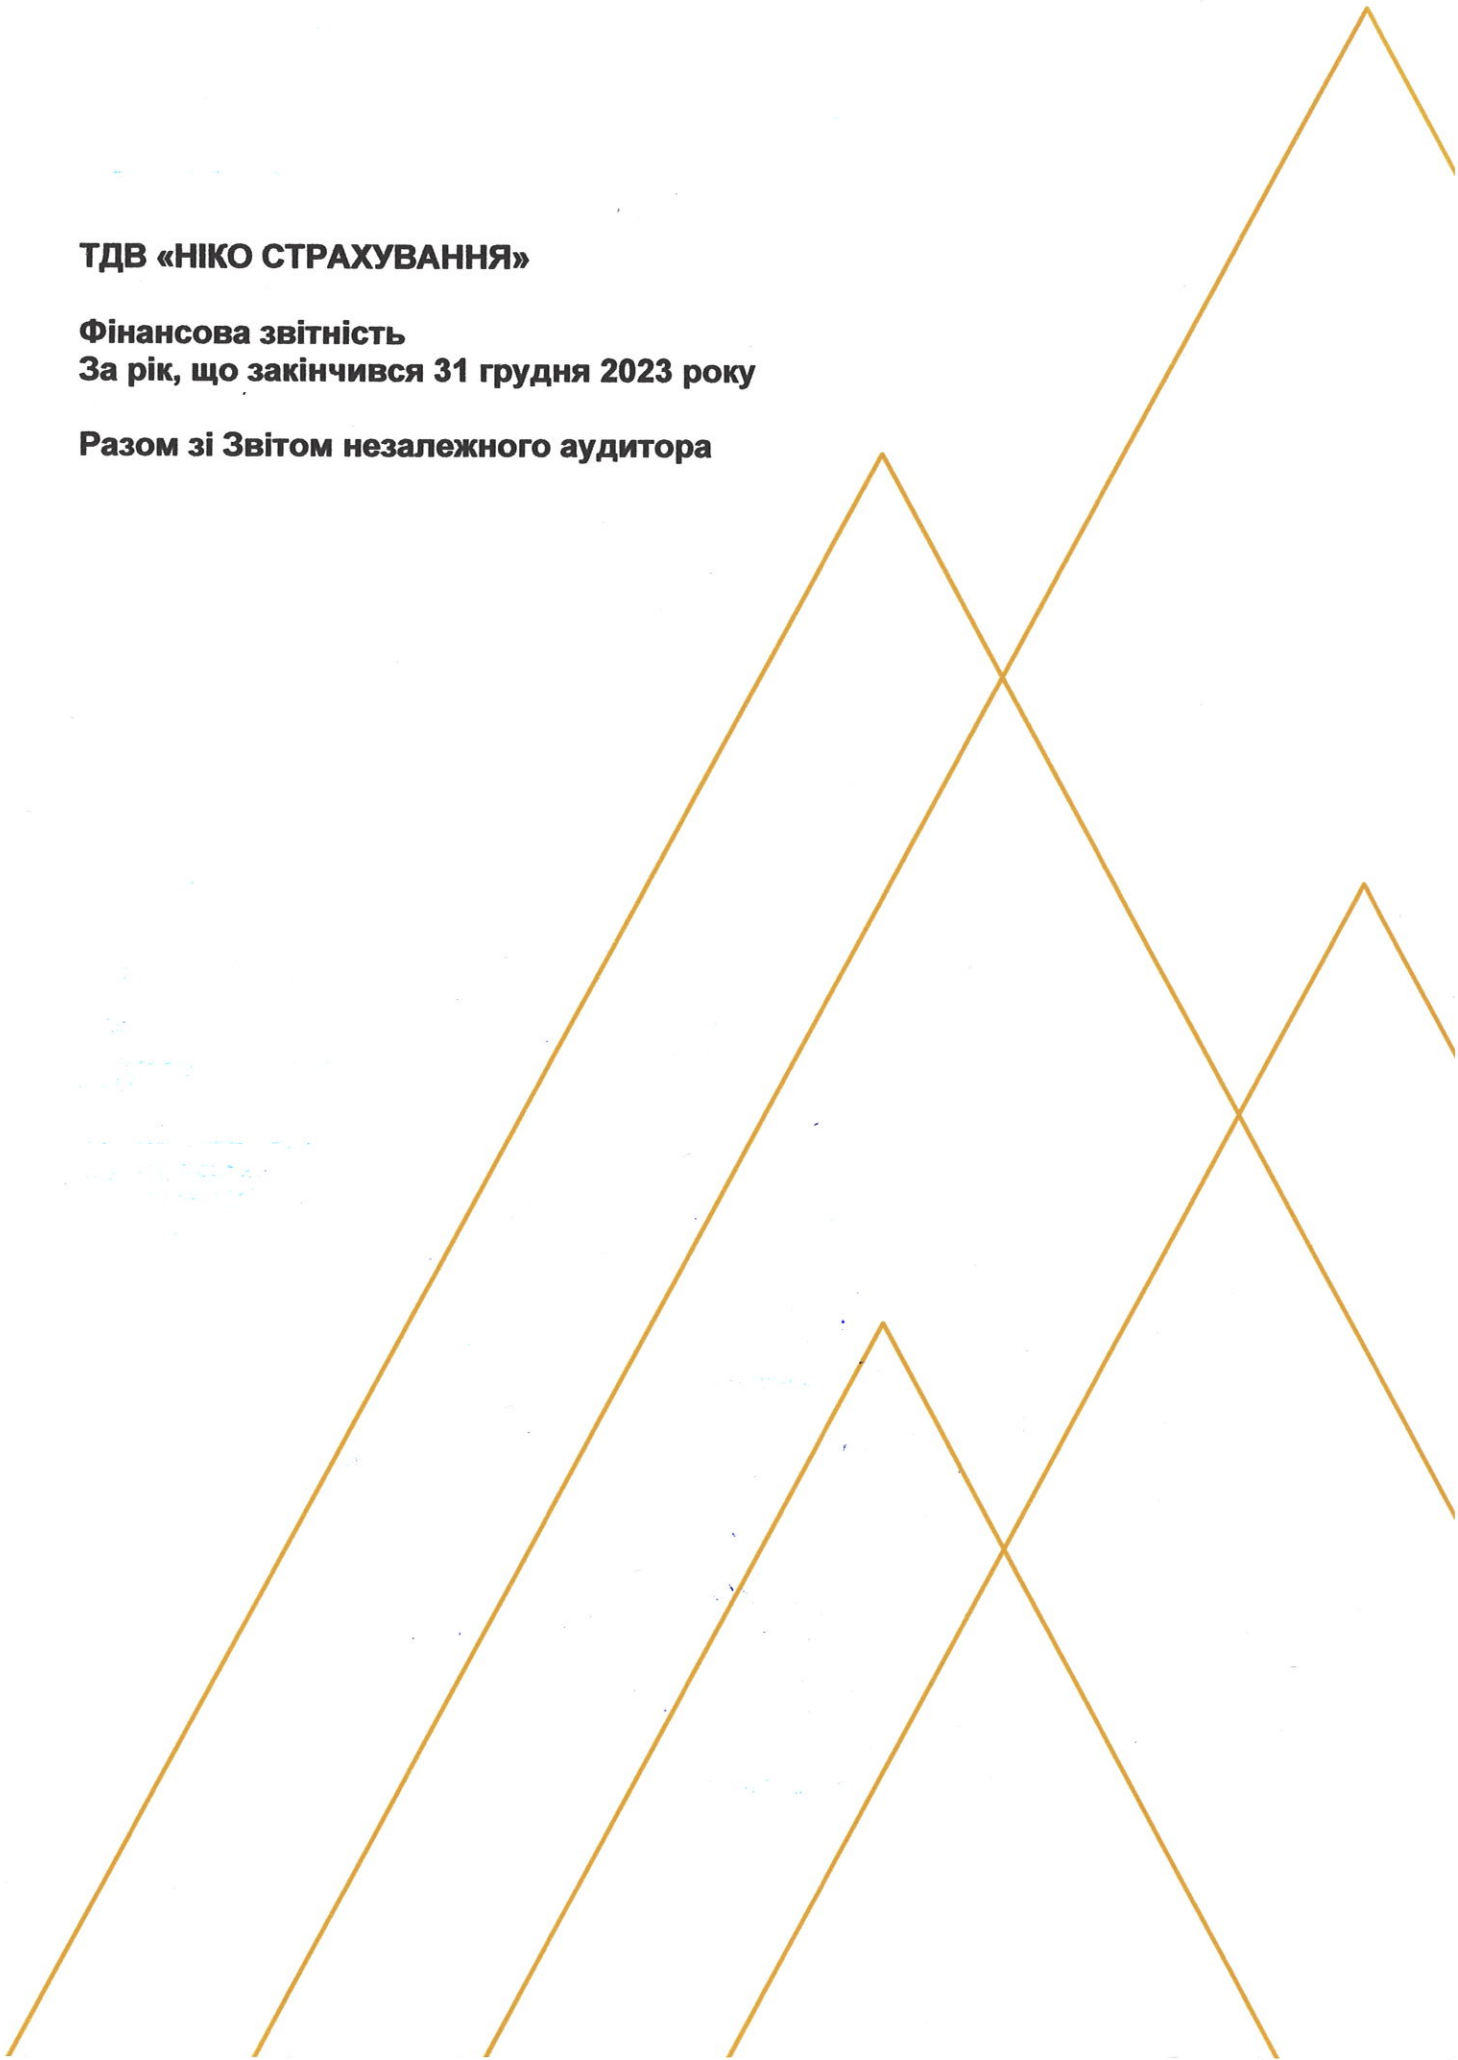 ТДВ «НІКО СТРАХУВАННЯ»
Фінансова звітність
За рік, що закінчився 31 грудня 2023 року
Разом зі Звітом незалежного аудитора